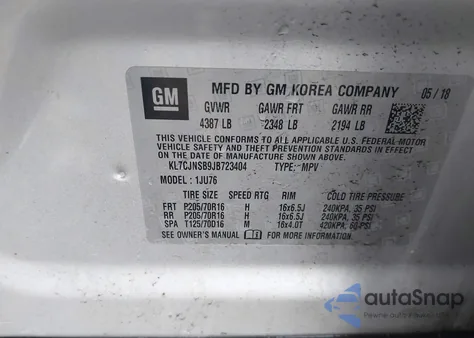 GM
MFD BY GM KOREA COMPANY 05/18
GVWR GAWR FRT GAWR RR
4387 LB 2348 LB 2194 LB
THIS VEHICLE CONFORMS TO ALL APPLICABLE U.S. FEDERAL MOTOR
VEHICLE SAFETY AND THEFT PREVENTION STANDARDS IN
EFFECT ON THE DATE OF MANUFACTURE SHOWN ABOVE.
KL7CJNSB9JB723404 TYPE: MPV
MODEL: 1JU76
TIRE SIZE SPEED RTG RIM COLD TIRE PRESSURE
FRT P205/70R16 H 16x6.5J 240KPA, 35 PSI
RR P205/70R16 H 16x6.5J 240KPA, 35 PSI
SPA T125/70D16 M 16x4.0T 420KPA, 60 PSI
SEE OWNER'S MANUAL FOR MORE INFORMATION.
autoSnap